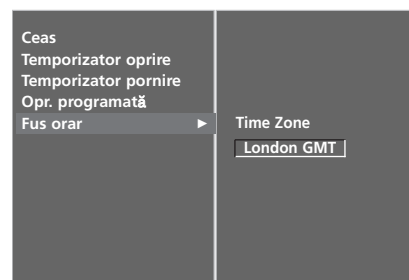 Ceas
Temporizator oprire
Temporizator pornire
Opr. programată
Fus orar ►
Time Zone
London GMT